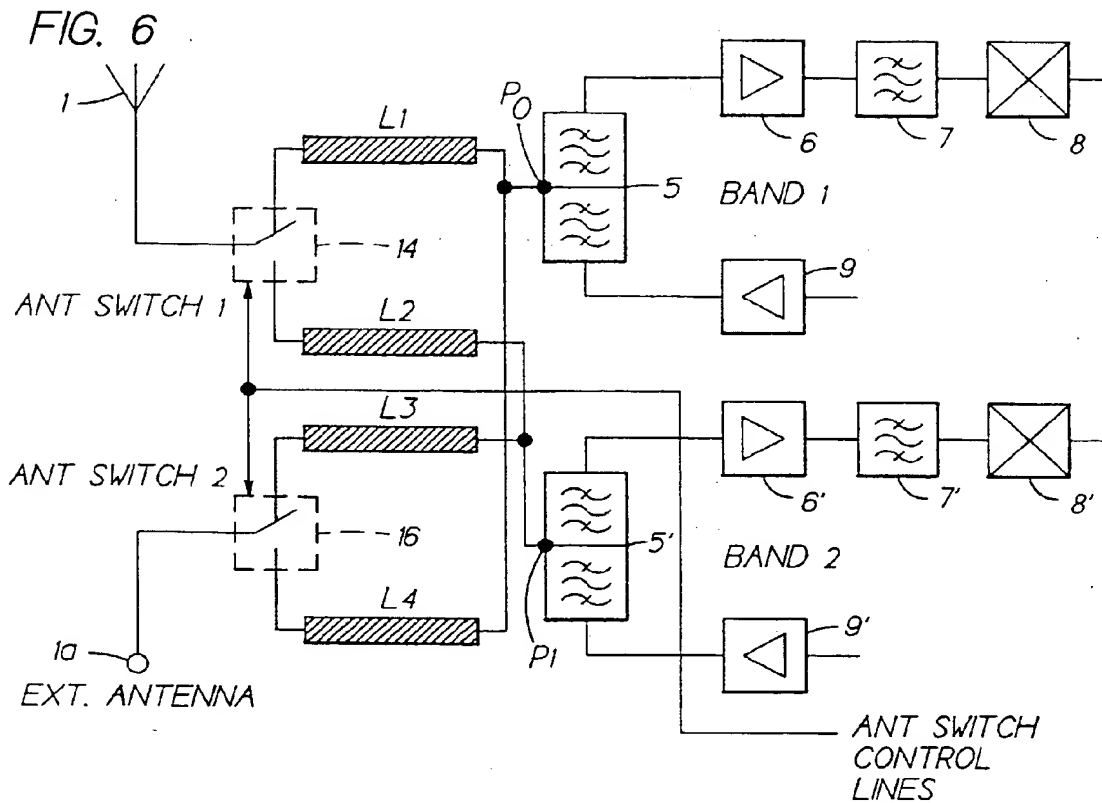 FIG. 6
1
L1
P0
5
6
7
8
BAND 1
14
9
ANT SWITCH 1
L2
L3
ANT SWITCH 2
16
6'
7'
8'
5'
BAND 2
L4
P1
9'
1a
EXT. ANTENNA
ANT SWITCH
CONTROL
LINES